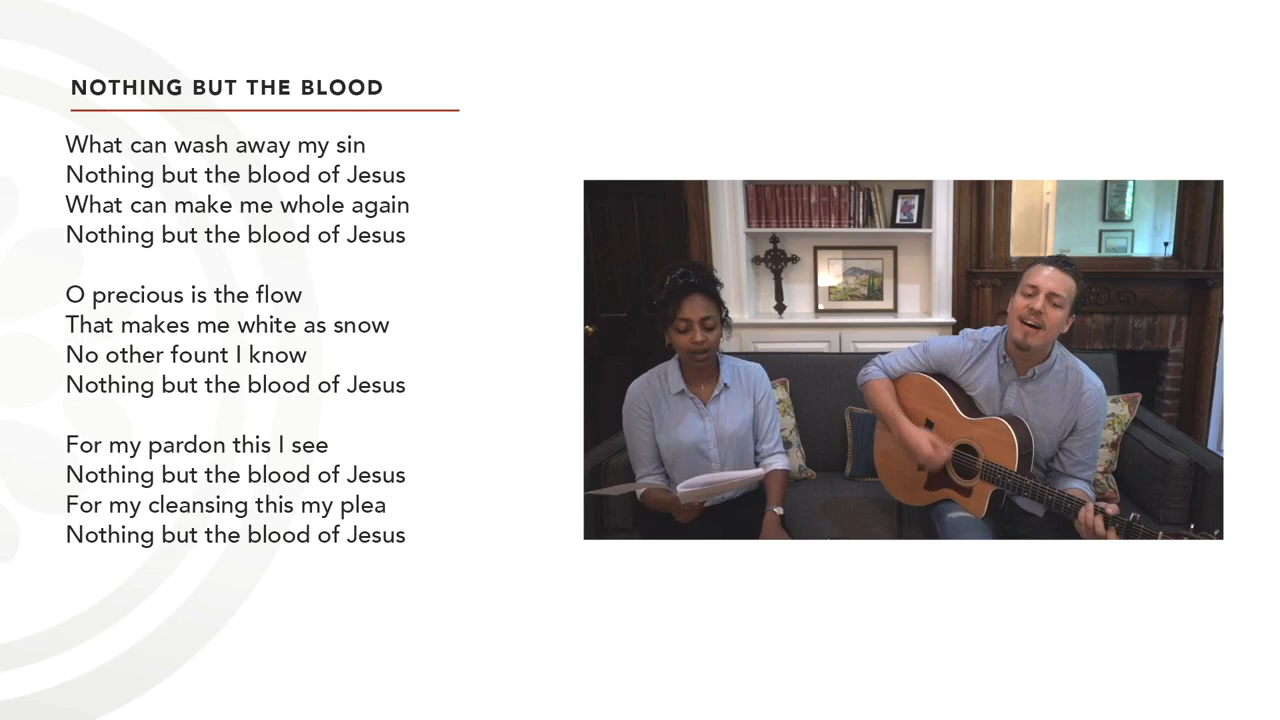 NOTHING BUT THE BLOOD
What can wash away my sin
Nothing but the blood of Jesus
What can make me whole again
Nothing but the blood of Jesus
O precious is the flow
That makes me white as snow
No other fount I know
Nothing but the blood of Jesus
For my pardon this I see
Nothing but the blood of Jesus
For my cleansing this my plea
Nothing but the blood of Jesus